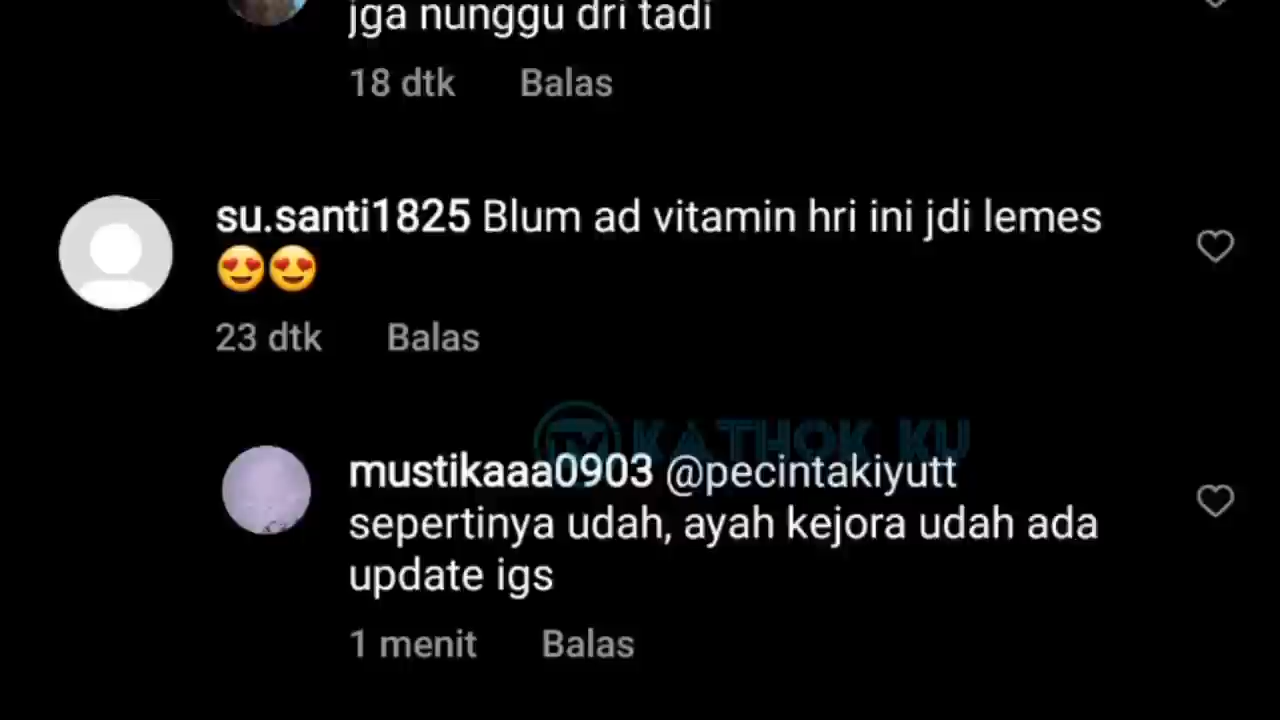 jga nunggu dri tadi
18 dtk Balas
su.santi1825 Blum ad vitamin hri ini jdi lemes
😍😍
23 dtk Balas
TV KATHOK KU
mustikaaa0903 @pecintakiyutt
sepertinya udah, ayah kejora udah ada
update igs
1 menit Balas